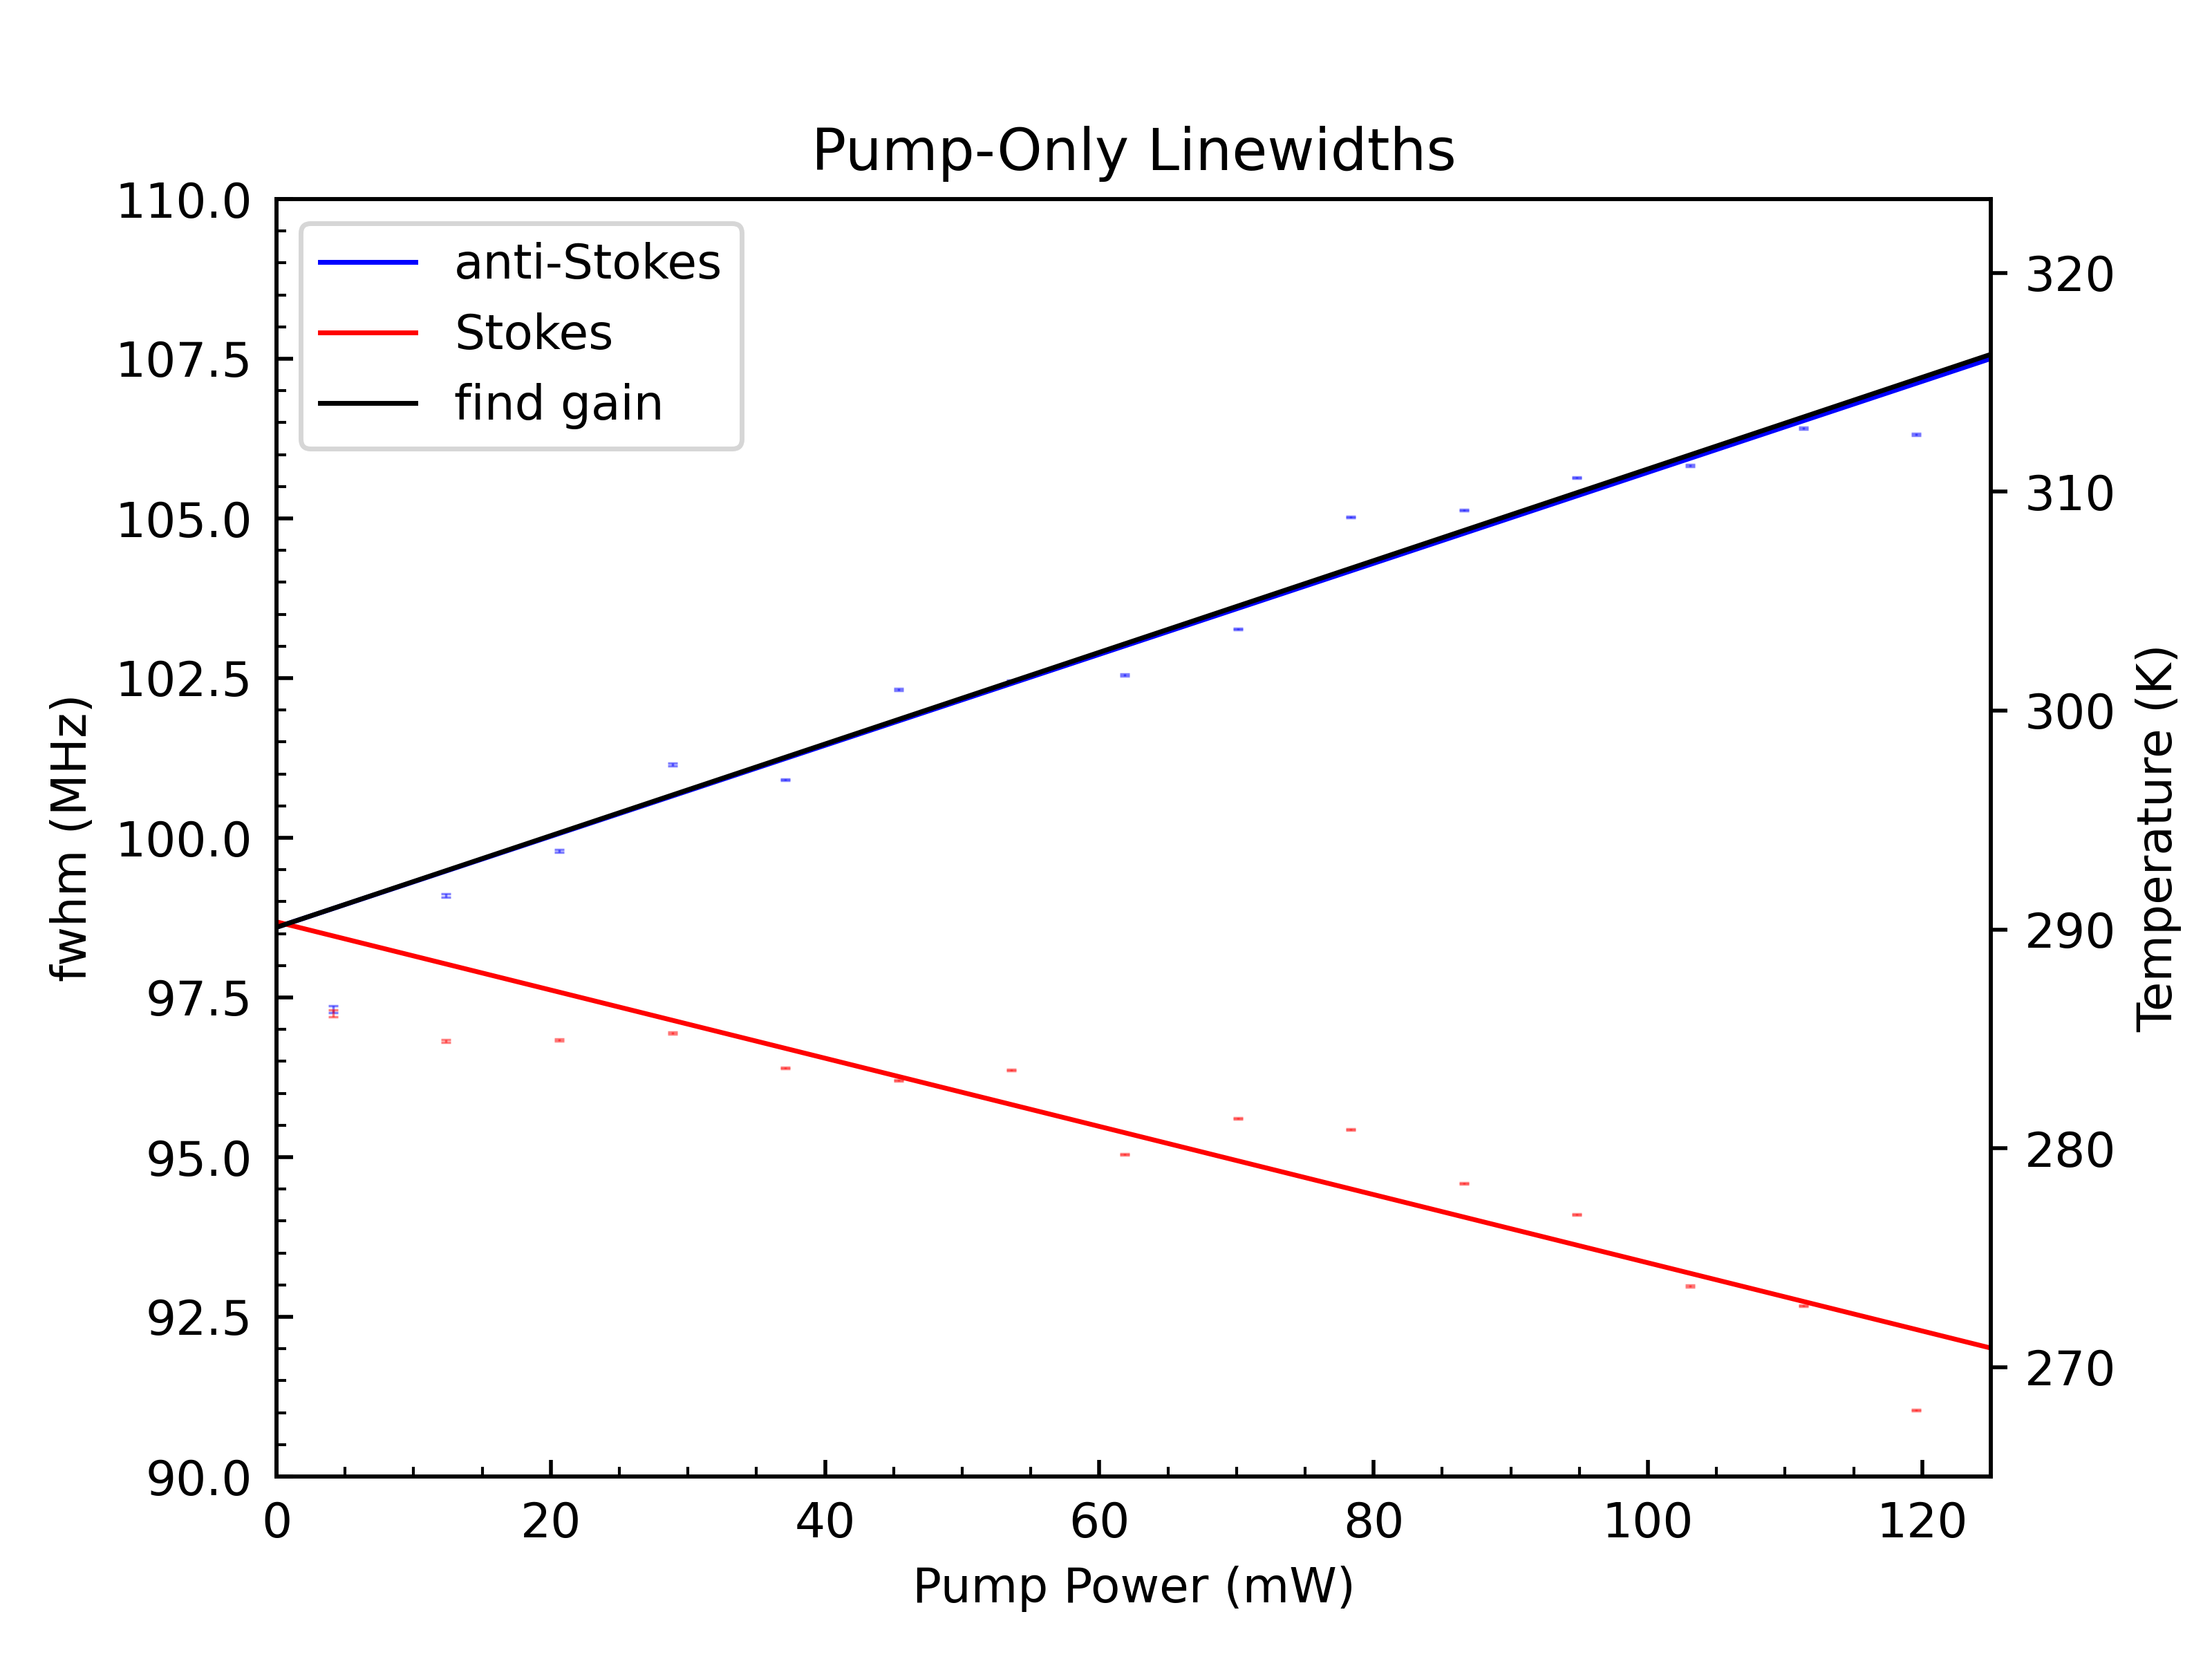 Pump-Only Linewidths
anti-Stokes
Stokes
find gain
fwhm (MHz)
110.0
107.5
105.0
102.5
100.0
97.5
95.0
92.5
90.0
Temperature (K)
320
310
300
290
280
270
0 20 40 60 80 100 120
Pump Power (mW)